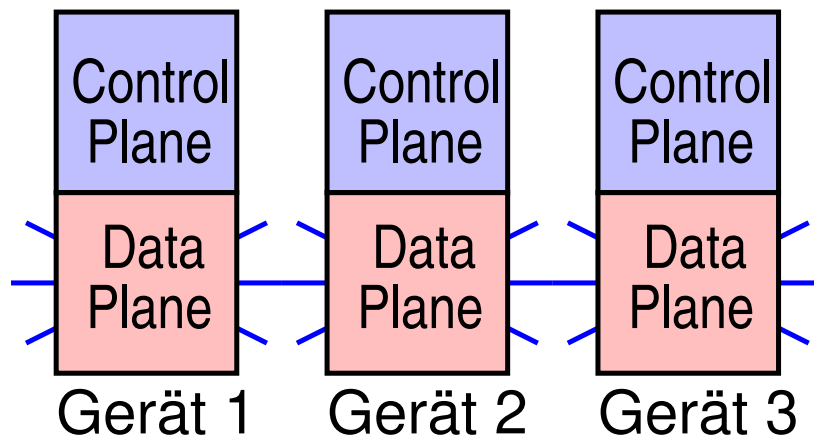 Control
Plane
Data
Plane
Gerät 1
Control
Plane
Data
Plane
Gerät 2
Control
Plane
Data
Plane
Gerät 3